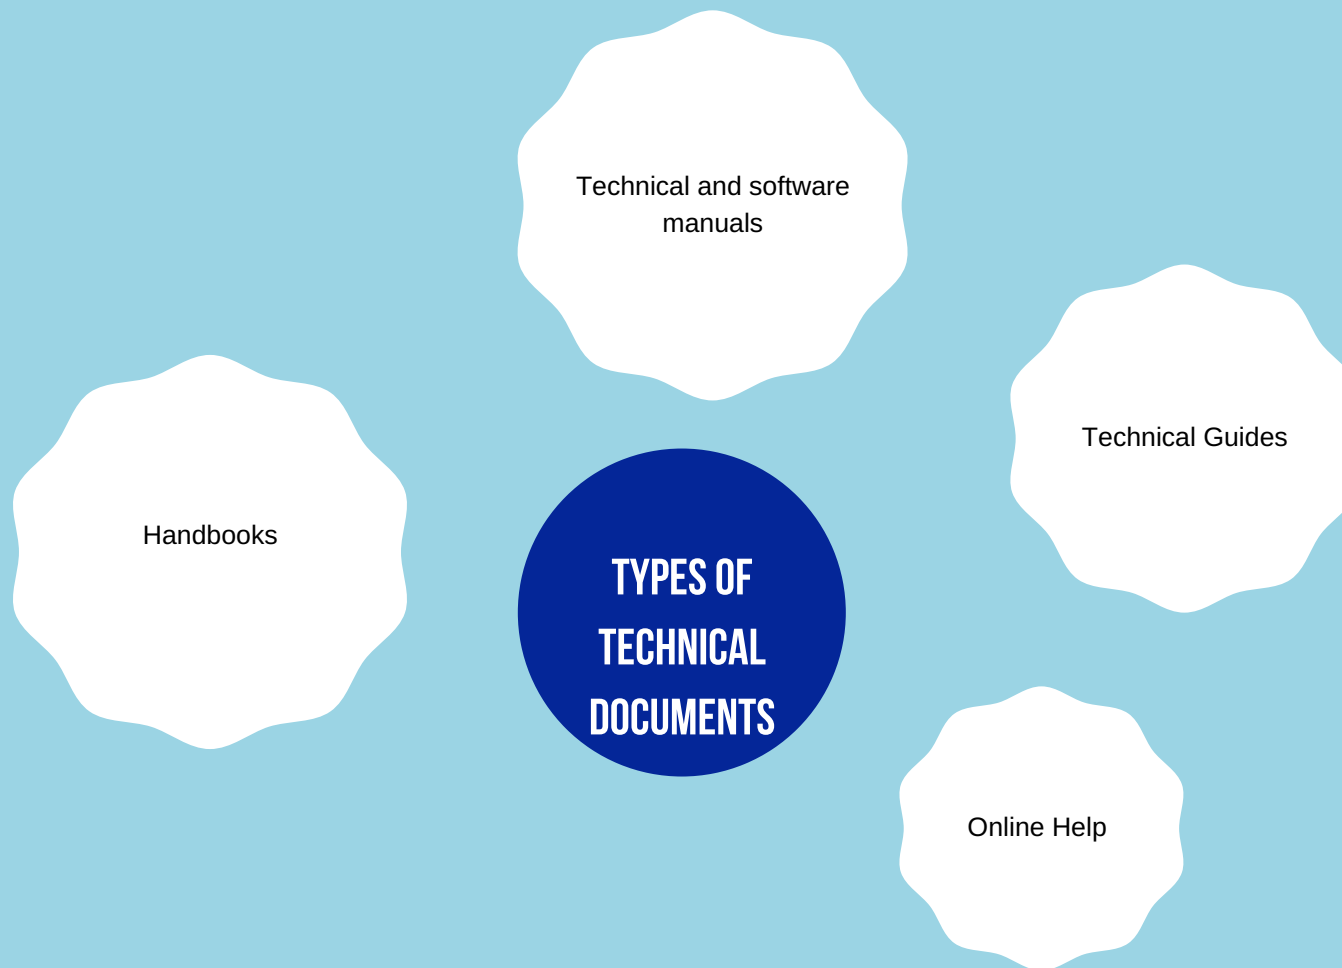 Technical and software
manuals
Technical Guides
Handbooks
TYPES OF
TECHNICAL
DOCUMENTS
Online Help